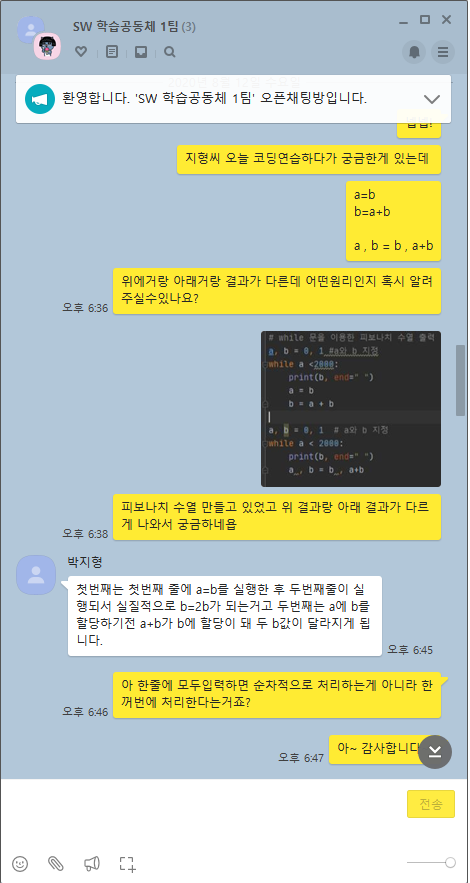 SW 학습공동체 1팀 (3)
환영합니다. 'SW 학습공동체 1팀' 오픈채팅방입니다.
지형씨 오늘 코딩연습하다가 궁금한게 있는데
a=b
b=a+b
a , b = b , a+b
위에거랑 아래거랑 결과가 다른데 어떤원리인지 혹시 알려
주실수있나요?
오후 6:36
# while 문을 이용한 피보나치 수열 출력
a, b = 0, 1 #a와 b 지정
while a <2000:
print(b, end=" ")
a = b
b = a + b
a, b = 0, 1 # a와 b 지정
while a < 2000:
print(b, end=" ")
a , b = b , a+b
피보나치 수열 만들고 있었고 위 결과랑 아래 결과가 다르
게 나와서 궁금하네욥
오후 6:38
박지형
첫번째는 첫번째 줄에 a=b를 실행한 후 두번째줄이 실
행되서 실질적으로 b=2b가 되는거고 두번째는 a에 b를
할당하기전 a+b가 b에 할당이 돼 두 b값이 달라지게 됩
니다.
오후 6:45
아 한줄에 모두입력하면 순차적으로 처리하는게 아니라 한
꺼번에 처리한다는거죠?
오후 6:46
아~ 감사합니다
오후 6:47
전송